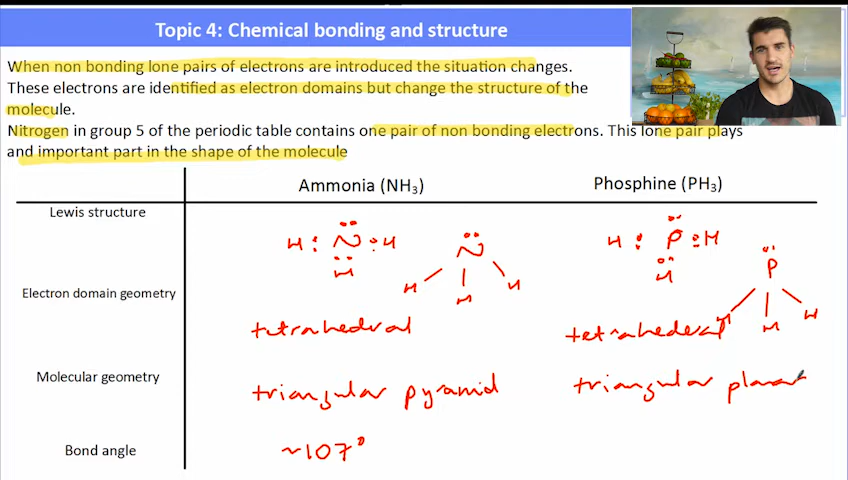 Topic 4: Chemical bonding and structure
When non bonding lone pairs of electrons are introduced the situation changes.
These electrons are identified as electron domains but change the structure of the
molecule.
Nitrogen in group 5 of the periodic table contains one pair of non bonding electrons. This lone pair plays
and important part in the shape of the molecule
Ammonia (NH₃) Phosphine (PH₃)
Lewis structure
H N H
H
N
H H H
H P H
H
P
H H H
Electron domain geometry
tetrahedral tetrahedral
Molecular geometry
triangular pyramid triangular planar
Bond angle
~107°